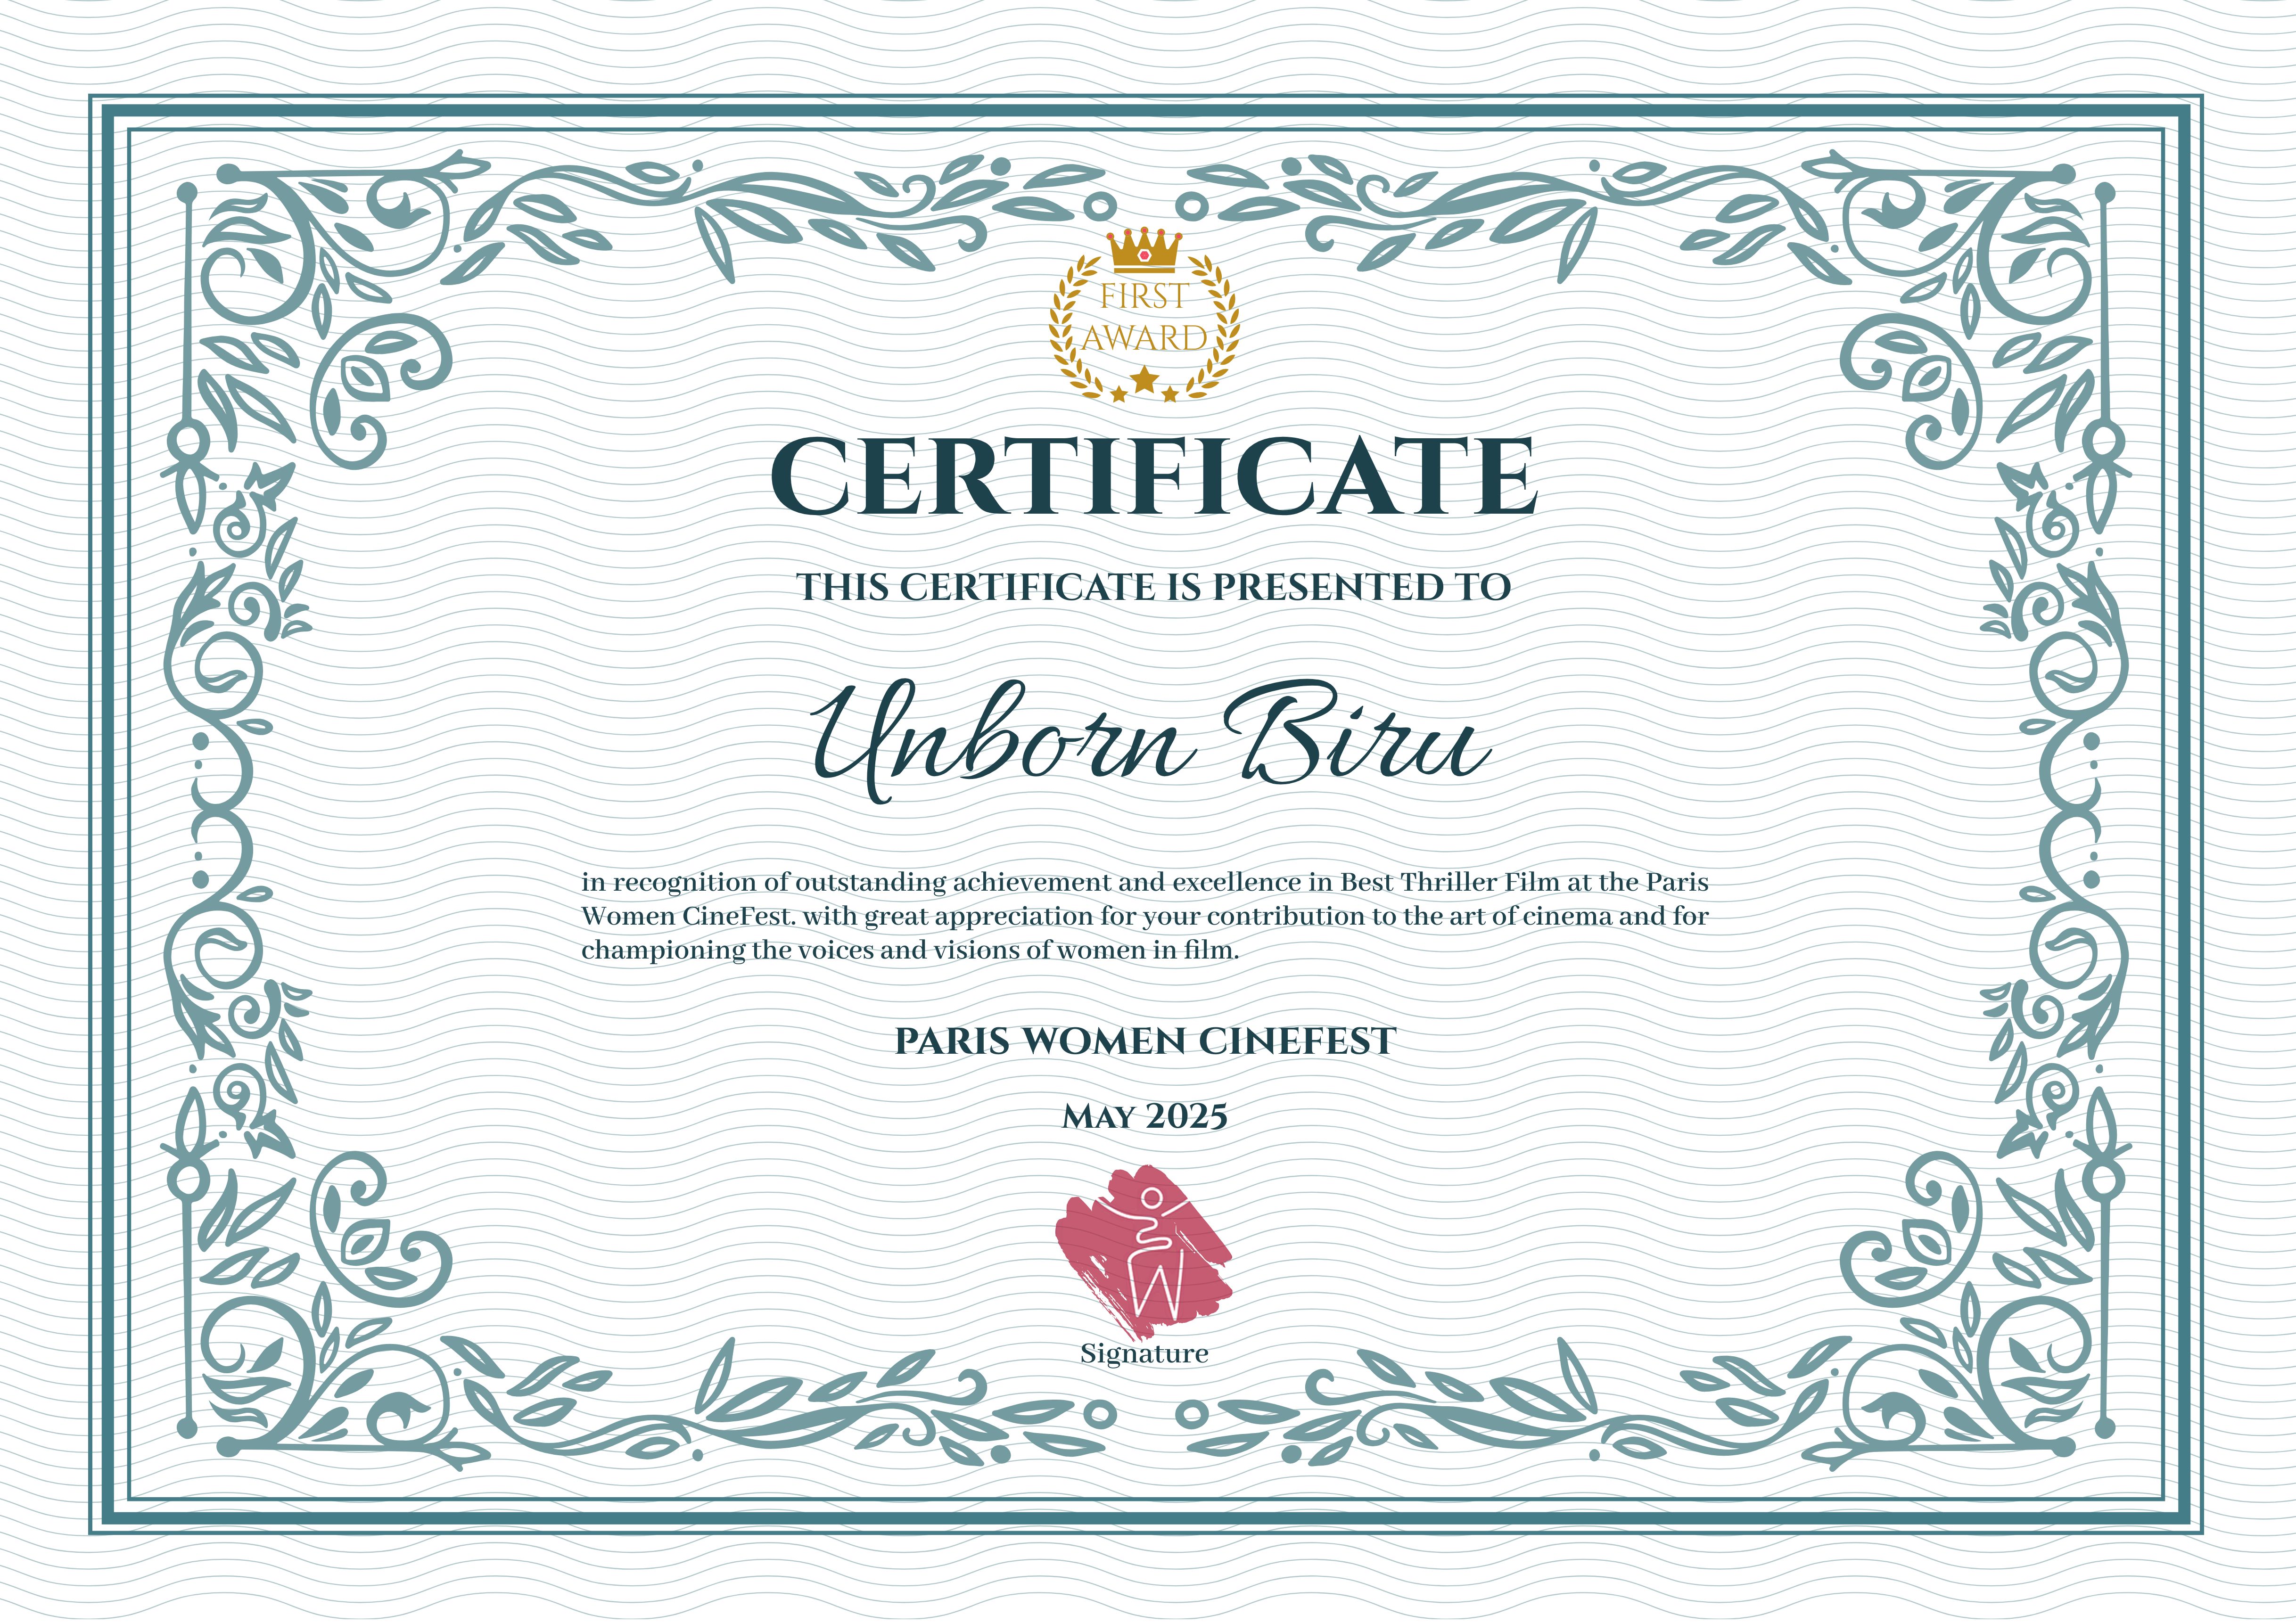 FIRST
AWARD
CERTIFICATE
THIS CERTIFICATE IS PRESENTED TO
Unborn Biru
in recognition of outstanding achievement and excellence in Best Thriller Film at the Paris
Women CineFest. with great appreciation for your contribution to the art of cinema and for
championing the voices and visions of women in film.
PARIS WOMEN CINEFEST
MAY 2025
W
Signature